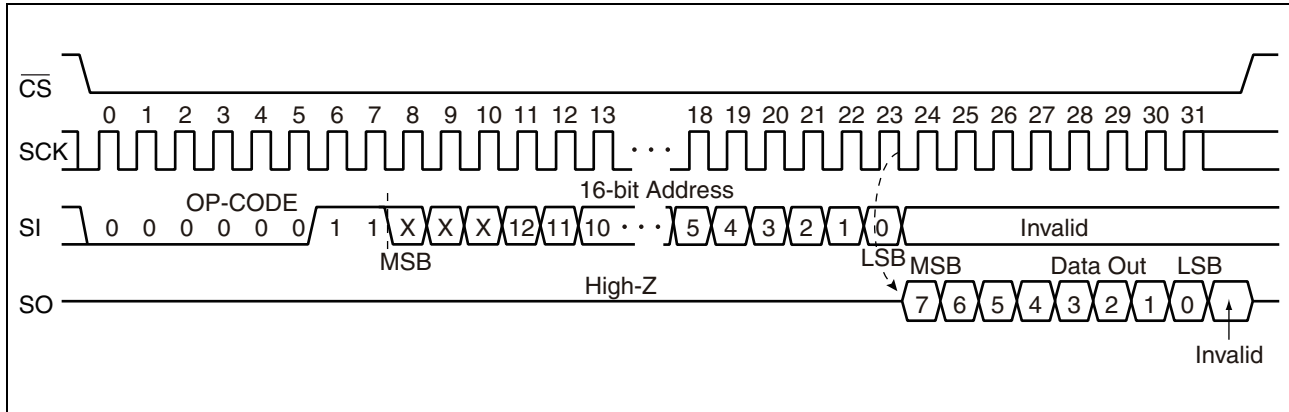 CS
0 1 2 3 4 5 6 7 8 9 10 11 12 13 18 19 20 21 22 23 24 25 26 27 28 29 30 31
SCK · · ·
OP-CODE 16-bit Address
SI 0 0 0 0 0 0 1 1 X X X 12 11 10 · · · 5 4 3 2 1 0 Invalid
MSB LSB MSB Data Out LSB
High-Z
SO 7 6 5 4 3 2 1 0
Invalid